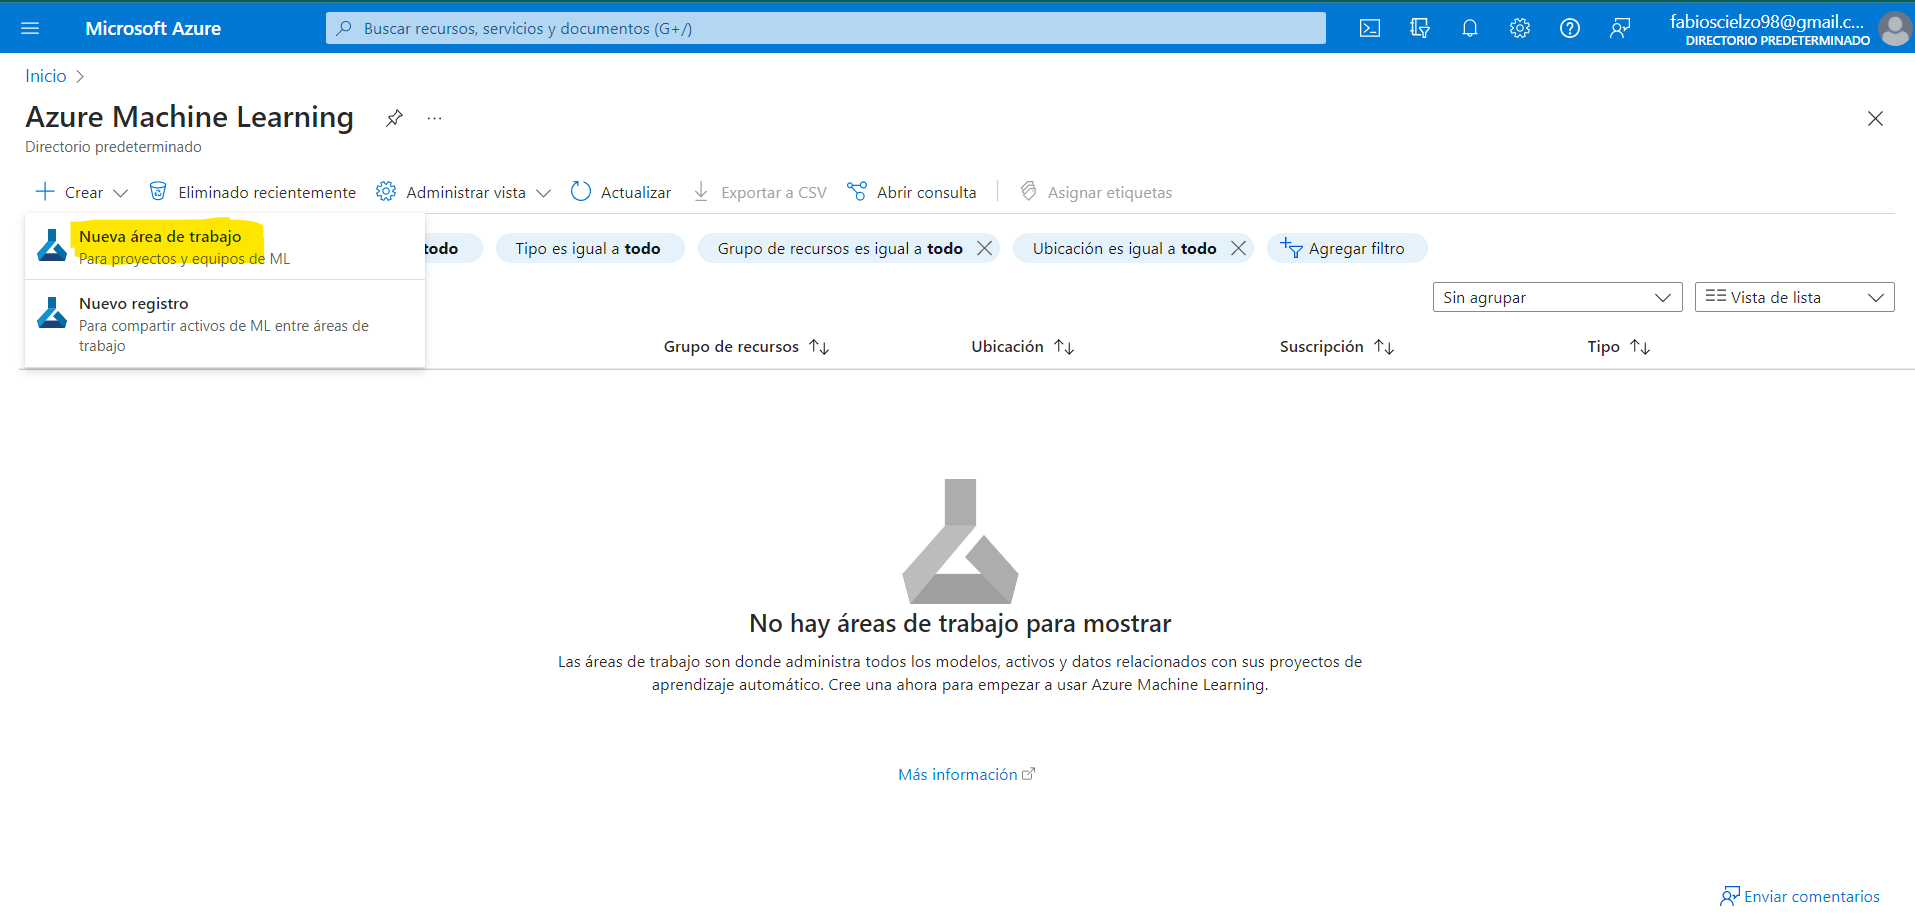 Microsoft Azure
Buscar recursos, servicios y documentos (G+/)
fabioscielzo98@gmail.c...
DIRECTORIO PREDETERMINADO
Inicio
Azure Machine Learning
Directorio predeterminado
Crear
Eliminado recientemente
Administrar vista
Actualizar
Exportar a CSV
Abrir consulta
Asignar etiquetas
Nueva área de trabajo
Para proyectos y equipos de ML
Nuevo registro
Para compartir activos de ML entre áreas de
trabajo
todo
Tipo es igual a todo
Grupo de recursos es igual a todo
Ubicación es igual a todo
Agregar filtro
Sin agrupar
Vista de lista
Grupo de recursos
Ubicación
Suscripción
Tipo
No hay áreas de trabajo para mostrar
Las áreas de trabajo son donde administra todos los modelos, activos y datos relacionados con sus proyectos de
aprendizaje automático. Cree una ahora para empezar a usar Azure Machine Learning.
Más información
Enviar comentarios